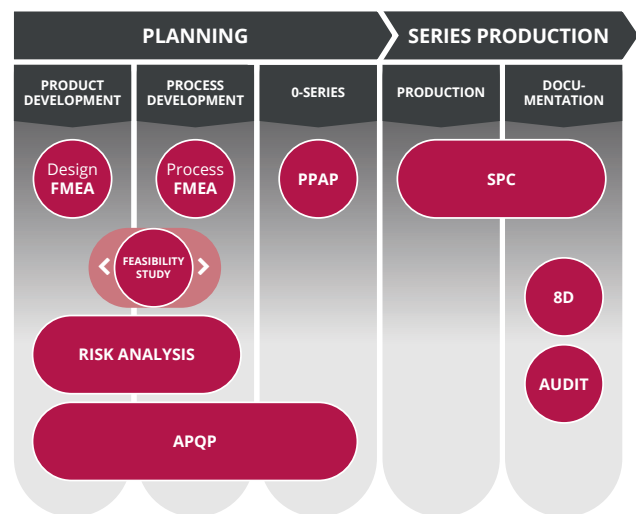 PLANNING
SERIES PRODUCTION
PRODUCT
DEVELOPMENT
PROCESS
DEVELOPMENT
0-SERIES
PRODUCTION
DOCU-
MENTATION
Design
FMEA
Process
FMEA
PPAP
SPC
FEASIBILITY
STUDY
8D
RISK ANALYSIS
AUDIT
APQP